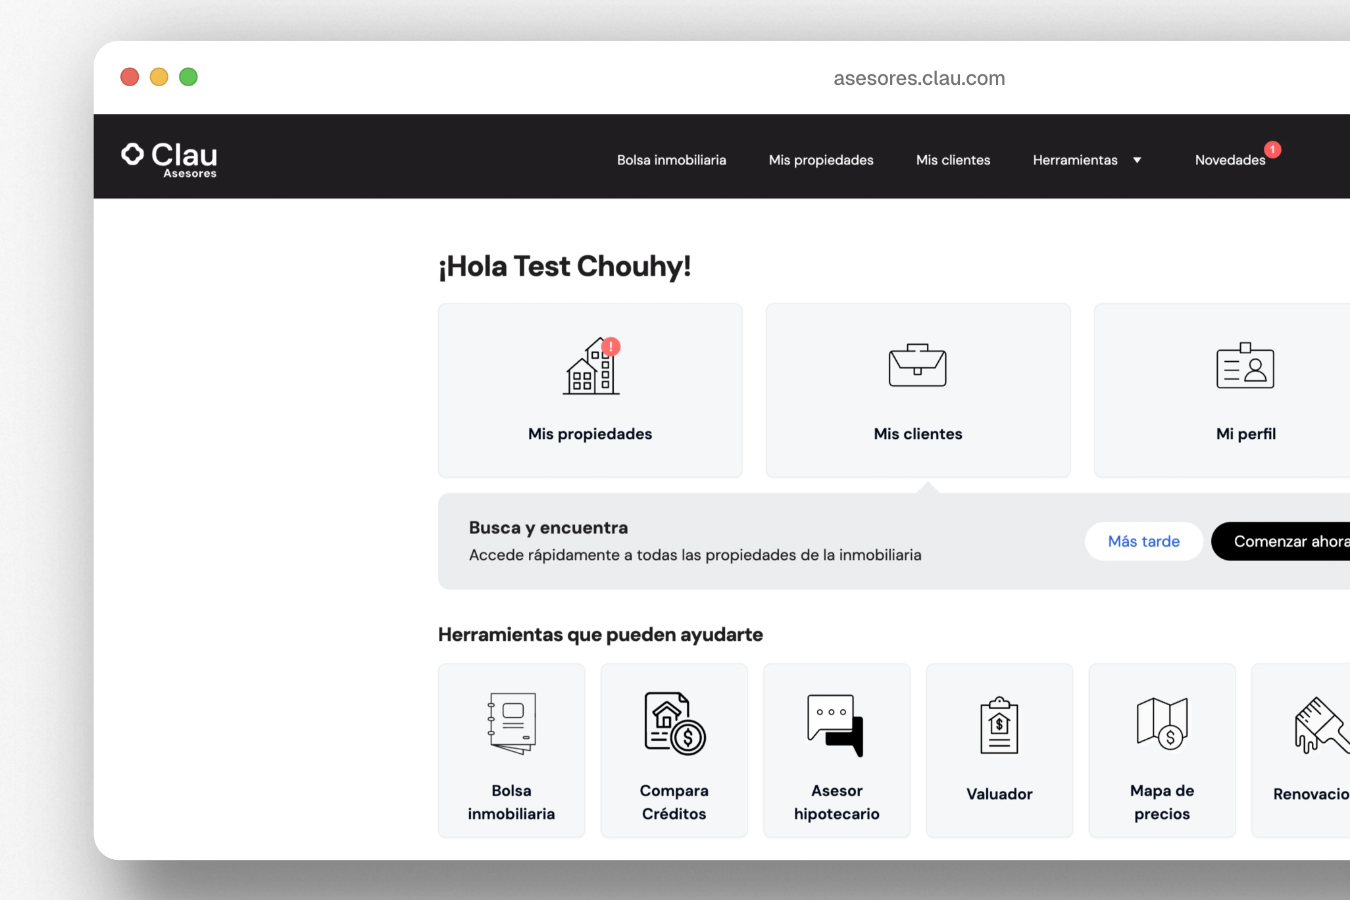 asesores.clau.com
Clau
Asesores
Bolsa inmobiliaria
Mis propiedades
Mis clientes
Herramientas
Novedades
1
¡Hola Test Chouhy!
!
Mis propiedades
Mis clientes
Mi perfil
Busca y encuentra
Accede rápidamente a todas las propiedades de la inmobiliaria
Más tarde
Comenzar ahora
Herramientas que pueden ayudarte
$
$
$
Bolsa
inmobiliaria
Compara
Créditos
Asesor
hipotecario
Valuador
Mapa de
precios
Renovacio